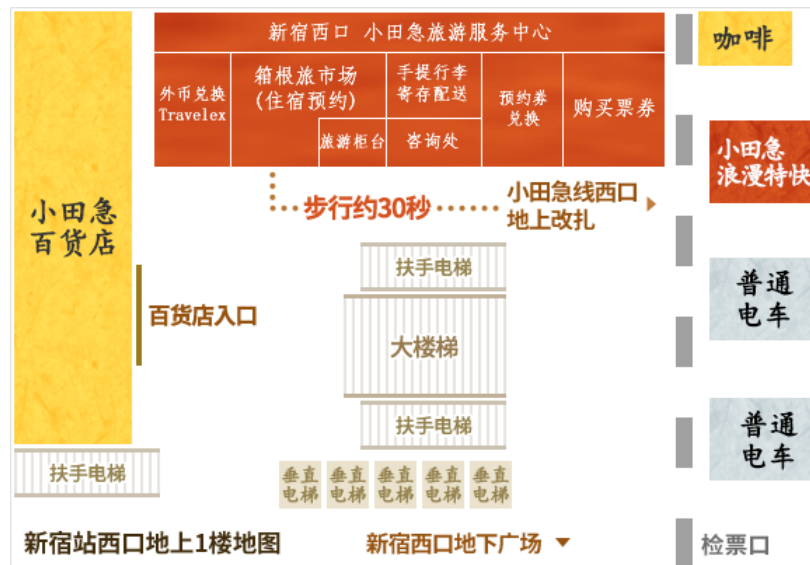 新宿西口 小田急旅游服务中心
外币兑换
Travelex
箱根旅市场
(住宿预约)
旅游柜台
手提行李
寄存配送
咨询处
预约券
兑换
购买票券
咖啡
小田急
浪漫特快
小田急
百货店
步行约30秒
小田急线西口
地上改扎
扶手电梯
百货店入口
大楼梯
普通
电车
扶手电梯
普通
电车
扶手电梯
垂直
电梯
垂直
电梯
垂直
电梯
垂直
电梯
垂直
电梯
新宿站西口地上1楼地图
新宿西口地下广场
检票口